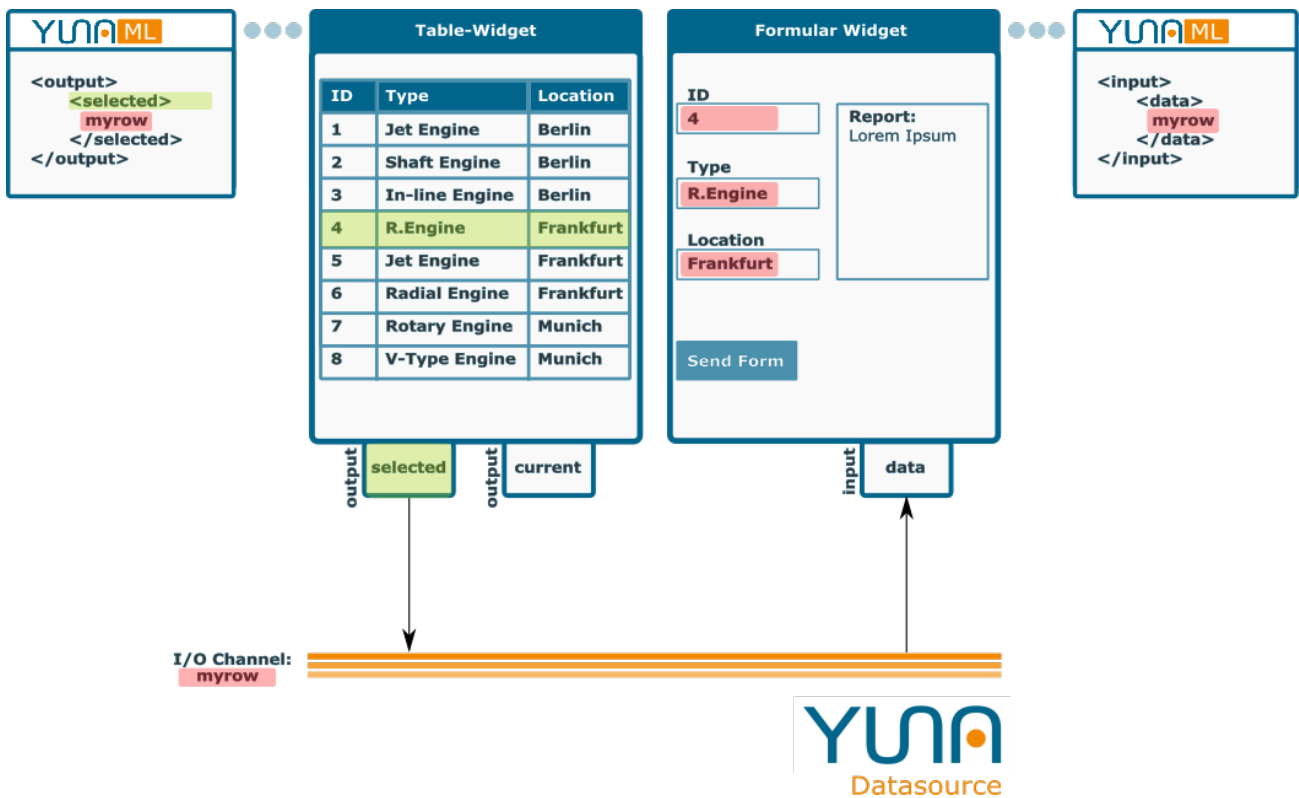 YUNA ML
<output>
<selected>
myrow
</selected>
</output>
Table-Widget
ID Type Location
1 Jet Engine Berlin
2 Shaft Engine Berlin
3 In-line Engine Berlin
4 R.Engine Frankfurt
5 Jet Engine Frankfurt
6 Radial Engine Frankfurt
7 Rotary Engine Munich
8 V-Type Engine Munich
output
selected
output
current
Formular Widget
ID
4
Type
R.Engine
Location
Frankfurt
Report:
Lorem Ipsum
Send Form
input
data
YUNA ML
<input>
<data>
myrow
</data>
</input>
I/O Channel:
myrow
YUNA
Datasource